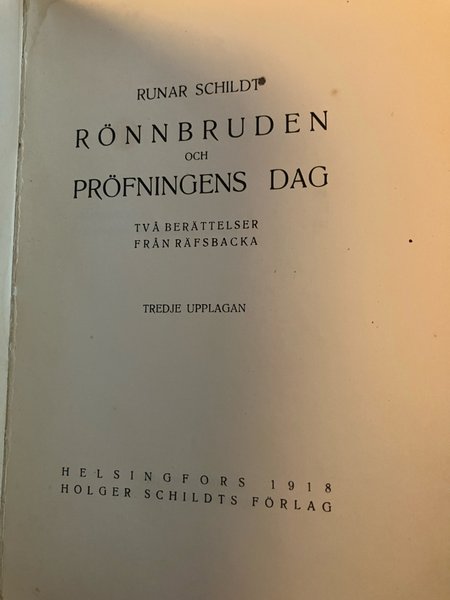 RUNAR SCHILDT
RÖNNBRUDEN
OCH
PRÖFNINGENS DAG
TVÅ BERÄTTELSER
FRÅN RÄFSBACKA
TREDJE UPPLAGAN
HELSINGFORS 1918
HOLGER SCHILDTS FÖRLAG